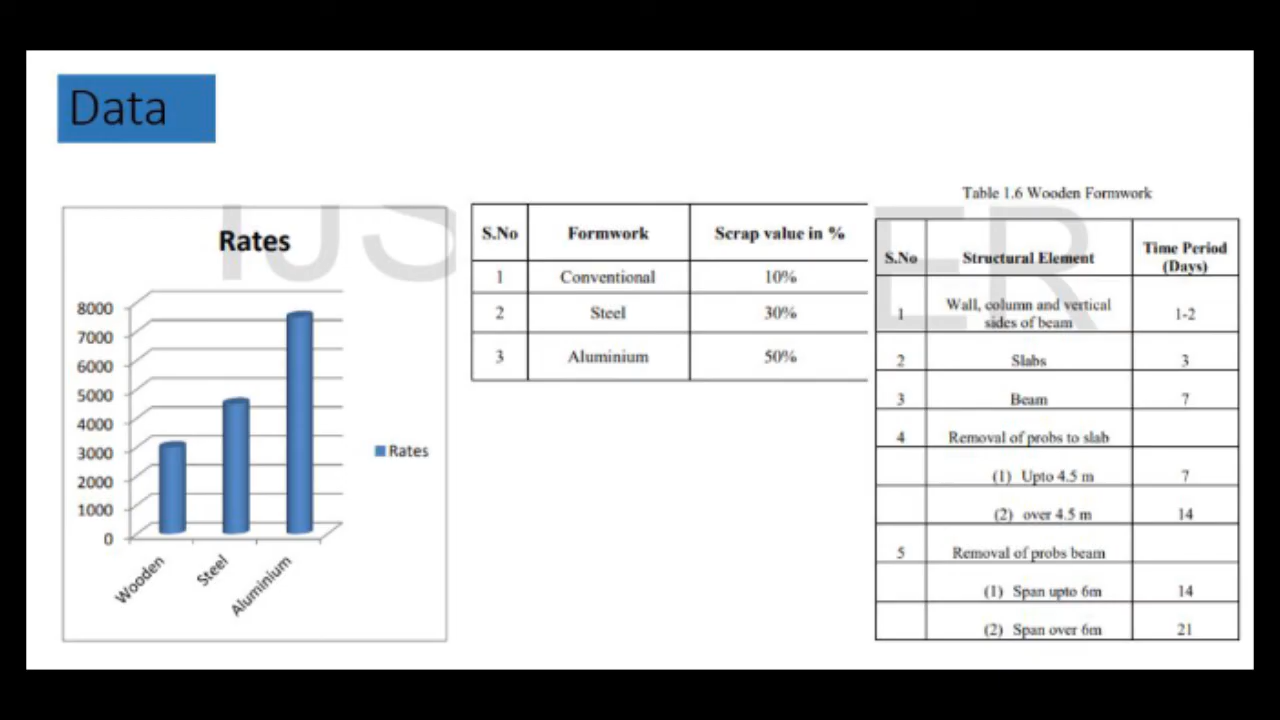 Data
Rates
8000
7000
6000
5000
4000
3000
2000
1000
0
Wooden
Steel
Aluminium
Rates
S.No Formwork Scrap value in %
1 Conventional 10%
2 Steel 30%
3 Aluminium 50%
Table 1.6 Wooden Formwork
S.No Structural Element Time Period
(Days)
1 Wall, column and vertical
sides of beam 1-2
2 Slabs 3
3 Beam 7
4 Removal of probs to slab
(1) Upto 4.5 m 7
(2) over 4.5 m 14
5 Removal of probs beam
(1) Span upto 6m 14
(2) Span over 6m 21